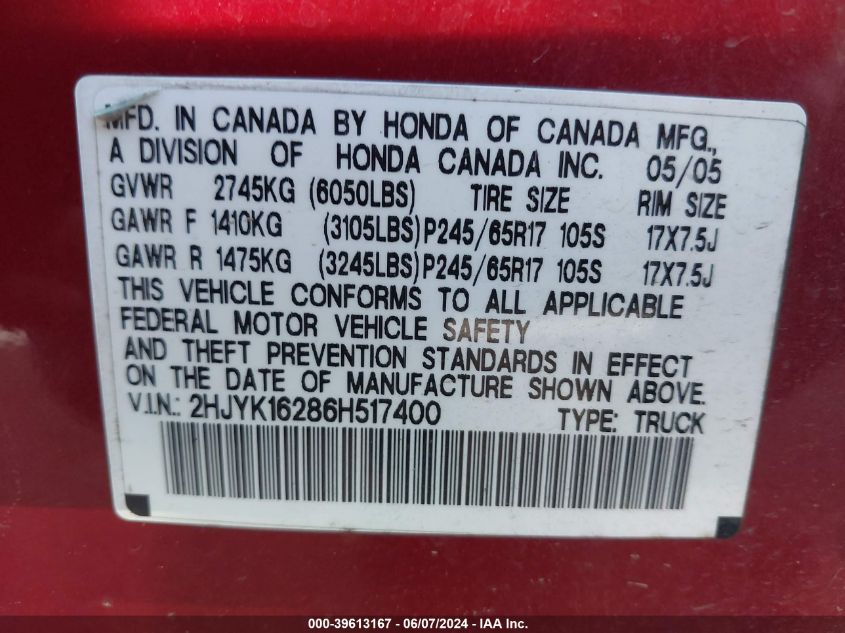 MFD. IN CANADA BY HONDA OF CANADA MFG.,
A DIVISION OF HONDA CANADA INC. 05/05
GVWR 2745KG (6050LBS) TIRE SIZE RIM SIZE
GAWR F 1410KG (3105LBS) P245/65R17 105S 17X7.5J
GAWR R 1475KG (3245LBS) P245/65R17 105S 17X7.5J
THIS VEHICLE CONFORMS TO ALL APPLICABLE
FEDERAL MOTOR VEHICLE SAFETY
AND THEFT PREVENTION STANDARDS IN EFFECT
ON THE DATE OF MANUFACTURE SHOWN ABOVE.
V.I.N.: 2HJYK16286H517400 TYPE: TRUCK
000-39613167 - 06/07/2024 - IAA Inc.